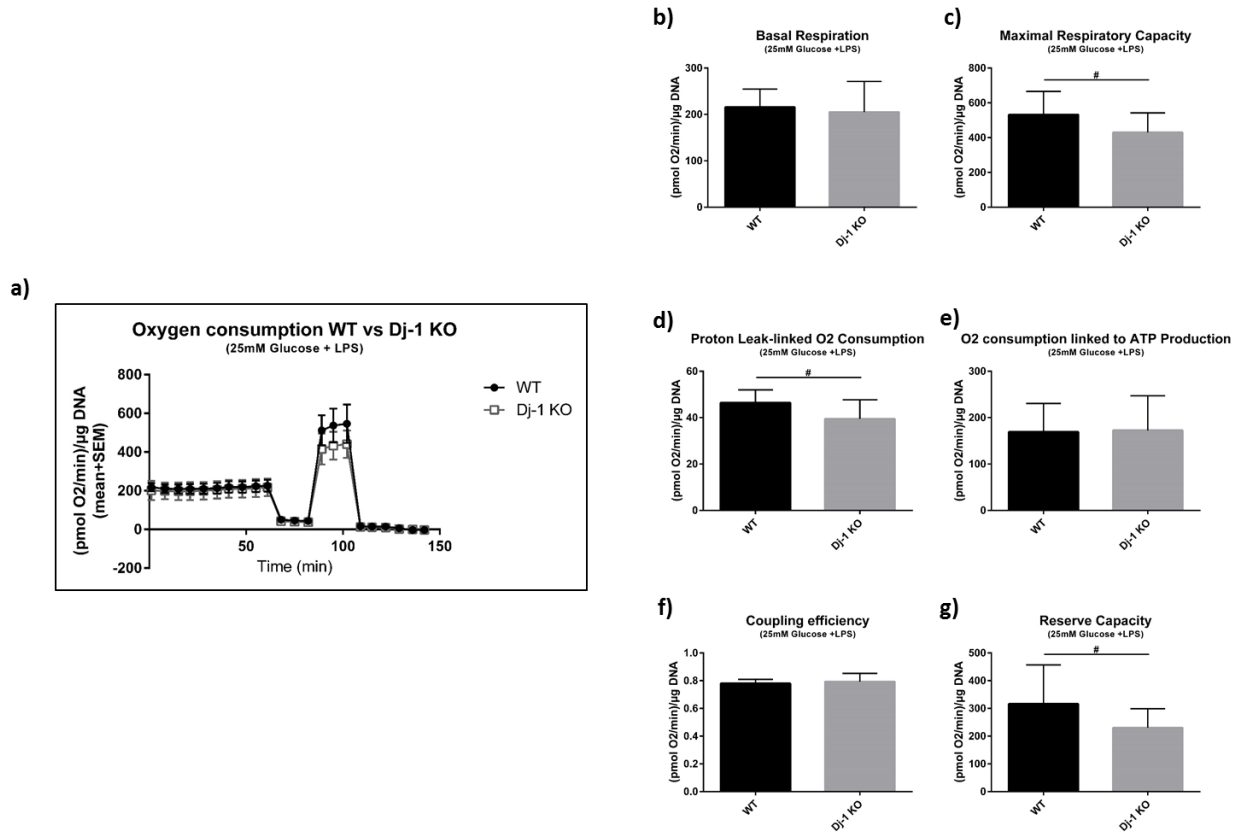 a)
Oxygen consumption WT vs Dj-1 KO
(25mM Glucose + LPS)
(pmol O2/min)/µg DNA
(mean+SEM)
800
600
400
200
0
-200
50
100
150
Time (min)
WT
Dj-1 KO
b)
Basal Respiration
(25mM Glucose +LPS)
(pmol O2/min)/µg DNA
300
200
100
0
WT
Dj-1 KO
c)
Maximal Respiratory Capacity
(25mM Glucose +LPS)
(pmol O2/min)/µg DNA
800
600
400
200
0
#
WT
Dj-1 KO
d)
Proton Leak-linked O2 Consumption
(25mM Glucose +LPS)
(pmol O2/min)/µg DNA
60
40
20
0
#
WT
Dj-1 KO
e)
O2 consumption linked to ATP Production
(25mM Glucose +LPS)
(pmol O2/min)/µg DNA
300
200
100
0
WT
Dj-1 KO
f)
Coupling efficiency
(25mM Glucose +LPS)
(pmol O2/min)/µg DNA
1.0
0.8
0.6
0.4
0.2
0.0
WT
Dj-1 KO
g)
Reserve Capacity
(25mM Glucose +LPS)
(pmol O2/min)/µg DNA
500
400
300
200
100
0
#
WT
Dj-1 KO